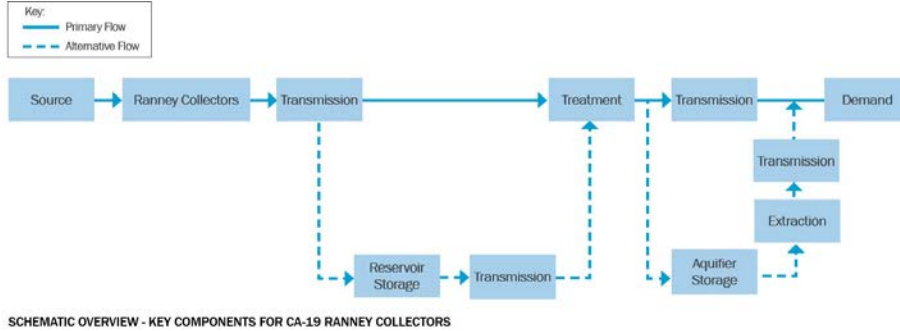 Key:
Primary Flow
Alternative Flow
Source
Ranney Collectors
Transmission
Treatment
Transmission
Demand
Transmission
Extraction
Reservoir
Storage
Transmission
Aquifier
Storage
SCHEMATIC OVERVIEW - KEY COMPONENTS FOR CA-19 RANNEY COLLECTORS